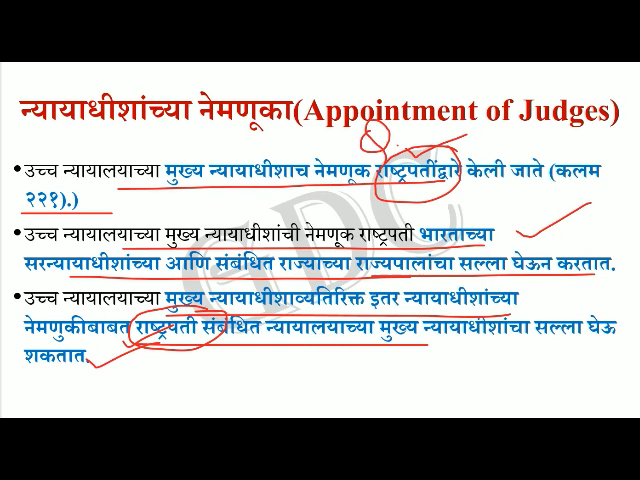 न्यायाधीशांच्या नेमणूका(Appointment of Judges)
•उच्च न्यायालयाच्या मुख्य न्यायाधीशाच नेमणूक राष्ट्रपतींद्वारे केली जाते (कलम
२२१).)
•उच्च न्यायालयाच्या मुख्य न्यायाधीशांची नेमणूक राष्ट्रपती भारताच्या
सरन्यायाधीशांच्या आणि संबंधित राज्याच्या राज्यपालांचा सल्ला घेऊन करतात.
•उच्च न्यायालयाच्या मुख्य न्यायाधीशाव्यतिरिक्त इतर न्यायाधीशांच्या
नेमणुकीबाबत राष्ट्रपती संबंधित न्यायालयाच्या मुख्य न्यायाधीशांचा सल्ला घेऊ
शकतात.
GDC